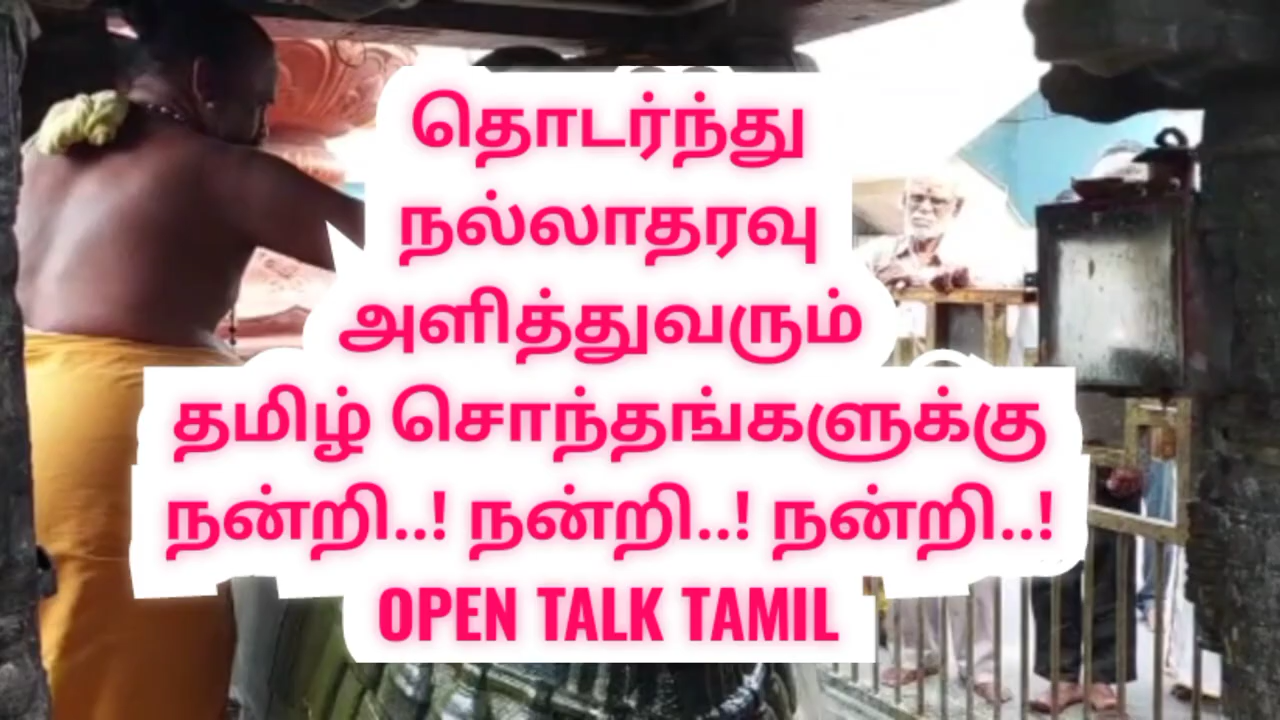 தொடர்ந்து
நல்லாதரவு
அளித்துவரும்
தமிழ் சொந்தங்களுக்கு
நன்றி..! நன்றி..! நன்றி..!
OPEN TALK TAMIL